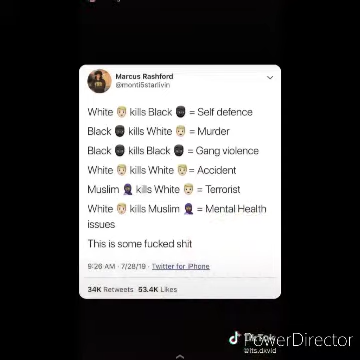 Marcus Rashford
@monti5starlivin
White 👨🏼 kills Black 🌚 = Self defence
Black 🌚 kills White 👨🏼 = Murder
Black 🌚 kills Black 🌚 = Gang violence
White 👨🏼 kills White 👨🏼 = Accident
Muslim 🧕🏽 kills White 👨🏼 = Terrorist
White 👨🏼 kills Muslim 🧕🏽 = Mental Health
issues
This is some fucked shit
9:26 AM · 7/28/19 · Twitter for iPhone
34K Retweets 53.4K Likes
TikTok
PowerDirector